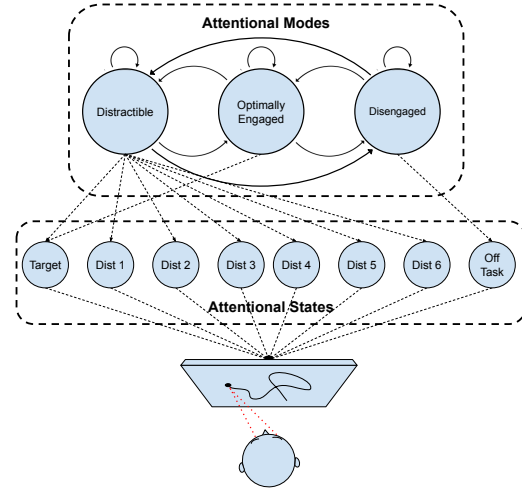 Attentional Modes
Distractible
Optimally
Engaged
Disengaged
Target
Dist 1
Dist 2
Dist 3
Dist 4
Dist 5
Dist 6
Off
Task
Attentional States